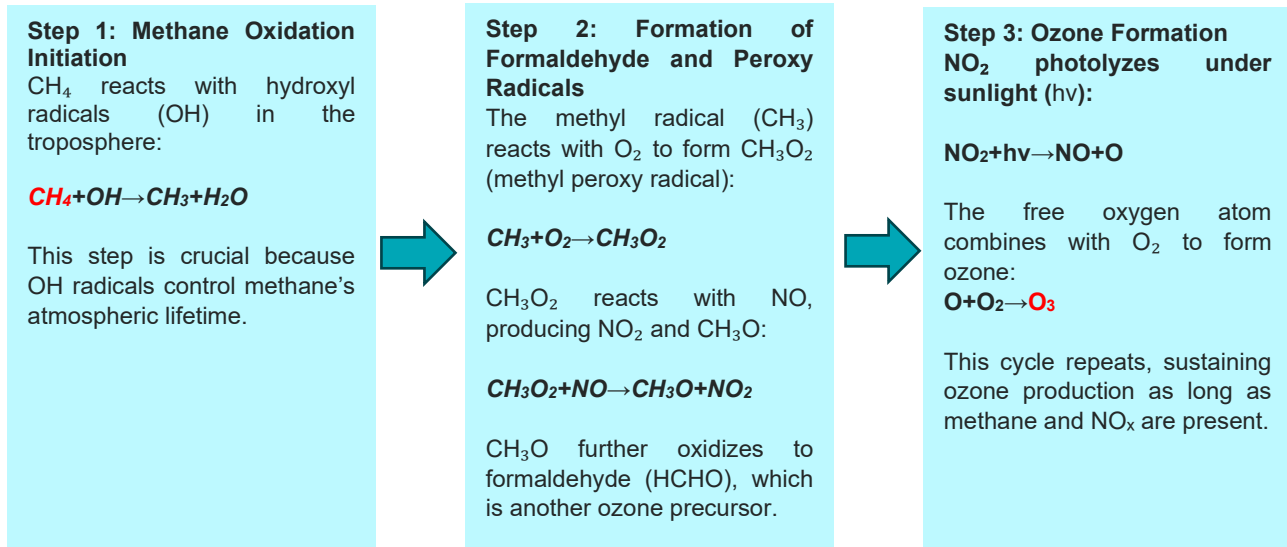 Step 1: Methane Oxidation
Initiation
CH₄ reacts with hydroxyl
radicals (OH) in the
troposphere:
CH₄+OH→CH₃+H₂O
This step is crucial because
OH radicals control methane’s
atmospheric lifetime.
Step 2: Formation of
Formaldehyde and Peroxy
Radicals
The methyl radical (CH₃)
reacts with O₂ to form CH₃O₂
(methyl peroxy radical):
CH₃+O₂→CH₃O₂
CH₃O₂ reacts with NO,
producing NO₂ and CH₃O:
CH₃O₂+NO→CH₃O+NO₂
CH₃O further oxidizes to
formaldehyde (HCHO), which
is another ozone precursor.
Step 3: Ozone Formation
NO₂ photolyzes under
sunlight (hv):
NO₂+hv→NO+O
The free oxygen atom
combines with O₂ to form
ozone:
O+O₂→O₃
This cycle repeats, sustaining
ozone production as long as
methane and NOₓ are present.